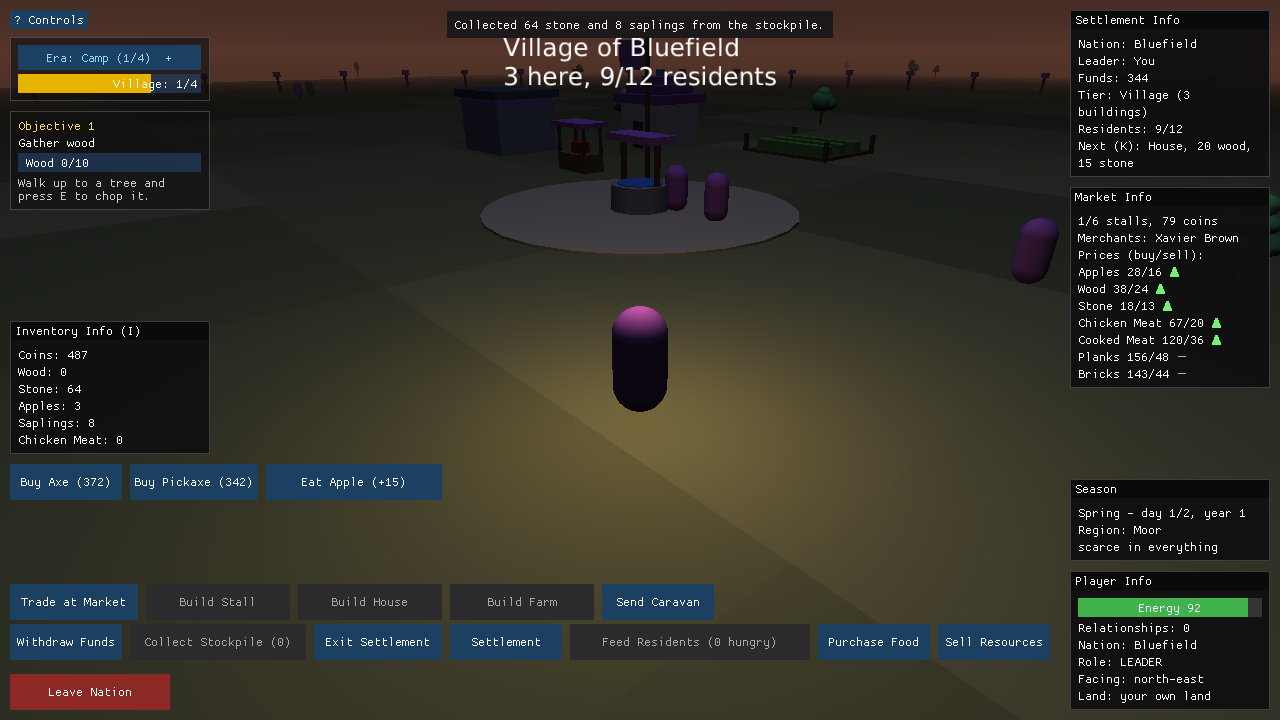 ? Controls
Collected 64 stone and 8 saplings from the stockpile.
Village of Bluefield
3 here, 9/12 residents
Era: Camp (1/4) +
Village: 1/4
Objective 1
Gather wood
Wood 0/10
Walk up to a tree and
press E to chop it.
Inventory Info (I)
Coins: 487
Wood: 0
Stone: 64
Apples: 3
Saplings: 8
Chicken Meat: 0
Buy Axe (372)
Buy Pickaxe (342)
Eat Apple (+15)
Trade at Market
Build Stall
Build House
Build Farm
Send Caravan
Withdraw Funds
Collect Stockpile (0)
Exit Settlement
Settlement
Feed Residents (0 hungry)
Purchase Food
Sell Resources
Leave Nation
Settlement Info
Nation: Bluefield
Leader: You
Funds: 344
Tier: Village (3
buildings)
Residents: 9/12
Next (K): House, 20 wood,
15 stone
Market Info
1/6 stalls, 79 coins
Merchants: Xavier Brown
Prices (buy/sell):
Apples 28/16 ▲
Wood 38/24 ▲
Stone 18/13 ▲
Chicken Meat 67/20 ▲
Cooked Meat 120/36 ▲
Planks 156/48 —
Bricks 143/44 —
Season
Spring - day 1/2, year 1
Region: Moor
scarce in everything
Player Info
Energy 92
Relationships: 0
Nation: Bluefield
Role: LEADER
Facing: north-east
Land: your own land